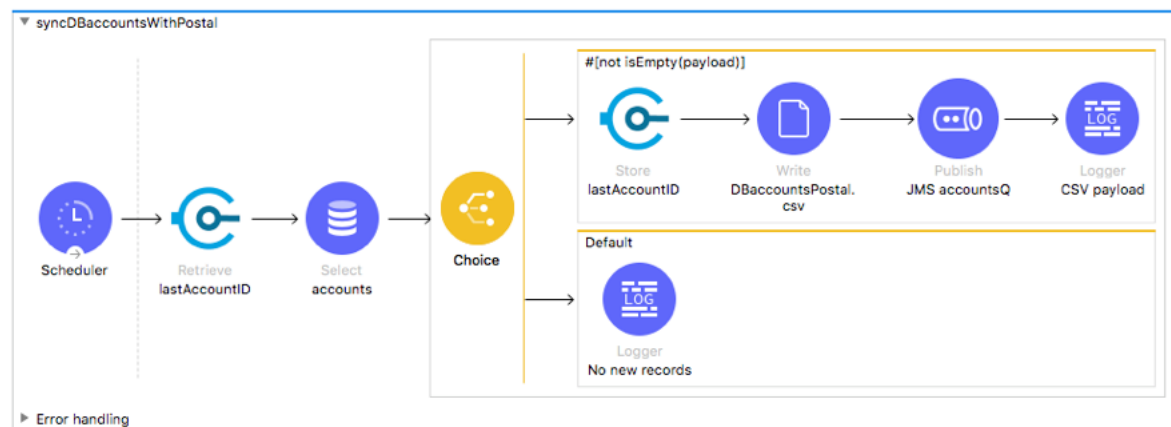 syncDBaccountsWithPostal
#[not isEmpty(payload)]
LOG
Store
lastAccountID
Write
DBaccountsPostal.
csv
Publish
JMS accountsQ
Logger
CSV payload
Scheduler
Retrieve
lastAccountID
Select
accounts
Choice
Default
LOG
Logger
No new records
Error handling